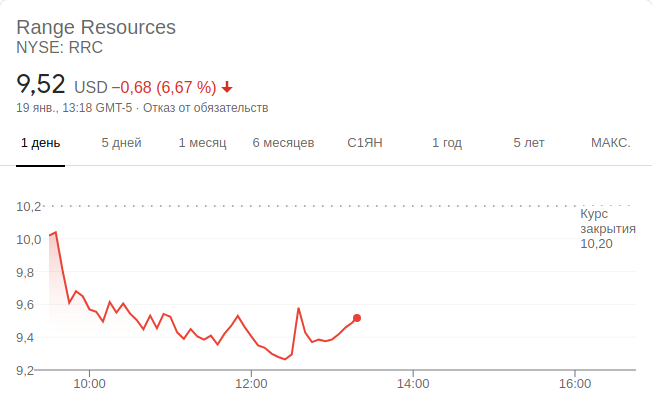 Range Resources
NYSE: RRC
9,52 USD −0,68 (6,67 %)
19 янв., 13:18 GMT-5 · Отказ от обязательств
1 день 5 дней 1 месяц 6 месяцев С1ЯН 1 год 5 лет МАКС.
10,2
Курс
закрытия
10,20
10,0
9,8
9,6
9,4
9,2
10:00 12:00 14:00 16:00